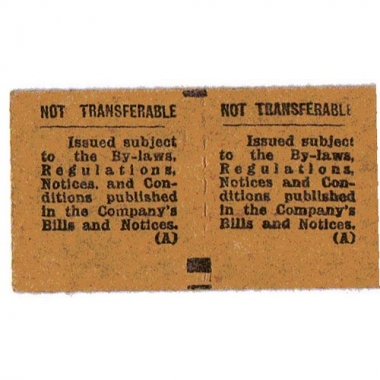 NOT TRANSFERABLE
Issued subject
to the By-laws,
Regulations,
Notices, and Con-
ditions published
in the Company's
Bills and Notices.
(A)
NOT TRANSFERABLE
Issued subject
to the By-laws,
Regulations,
Notices and Con-
ditions published
in the Company's
Bills and Notices.
(A)